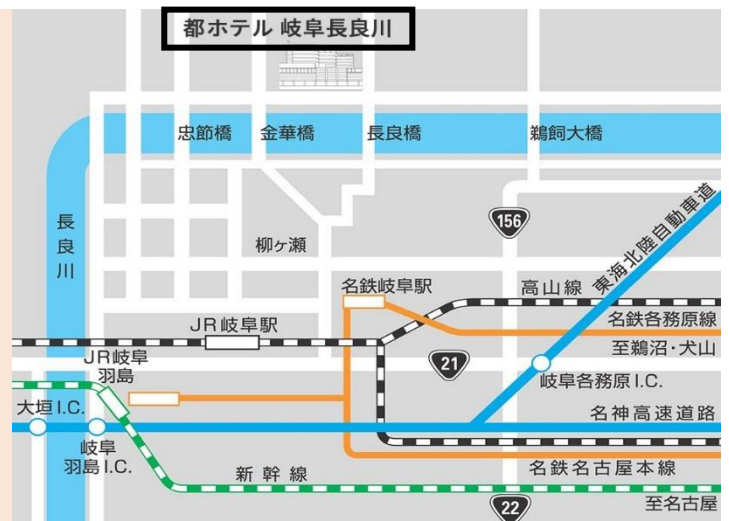 都ホテル 岐阜長良川
忠節橋
金華橋
長良橋
鵜飼大橋
長良川
156
東海北陸自動車道
柳ヶ瀬
名鉄岐阜駅
高山線
JR岐阜駅
名鉄各務原線
至鵜沼・犬山
21
JR岐阜
羽島
岐阜各務原I.C.
大垣I.C.
名神高速道路
岐阜
羽島I.C.
新幹線
名鉄名古屋本線
22
至名古屋